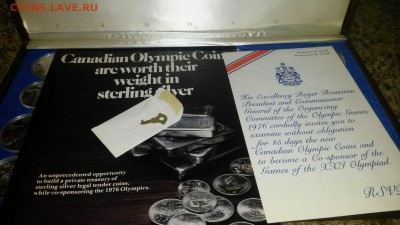 COINS.LAVE.RU
Canadian Olympic Coin
are worth their
weight in
sterling silver
An unprecedented opportunity
to build a private treasury of
sterling silver legal tender coins,
while co-sponsoring the 1976 Olympics.
His Excellency Roger Rousseau
President and Commissioner
General of the Organizing
Committee of the Olympic Games
1976 cordially invites you to
examine without obligation
for 15 days the new
Canadian Olympic Coins and
to become a Co-sponsor of the
Games of the XXI Olympiad.
RSV